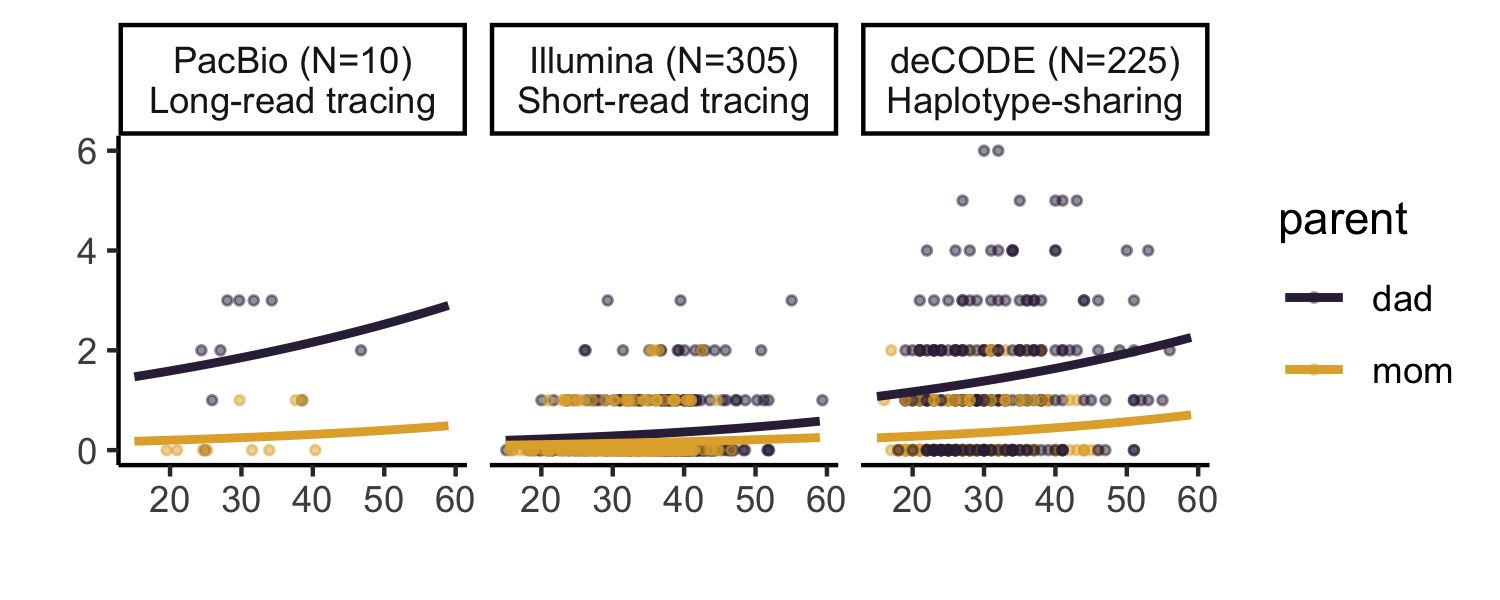 PacBio (N=10)
Long-read tracing
Illumina (N=305)
Short-read tracing
deCODE (N=225)
Haplotype-sharing
6
4
2
0
20 30 40 50 60
20 30 40 50 60
20 30 40 50 60
parent
dad
mom